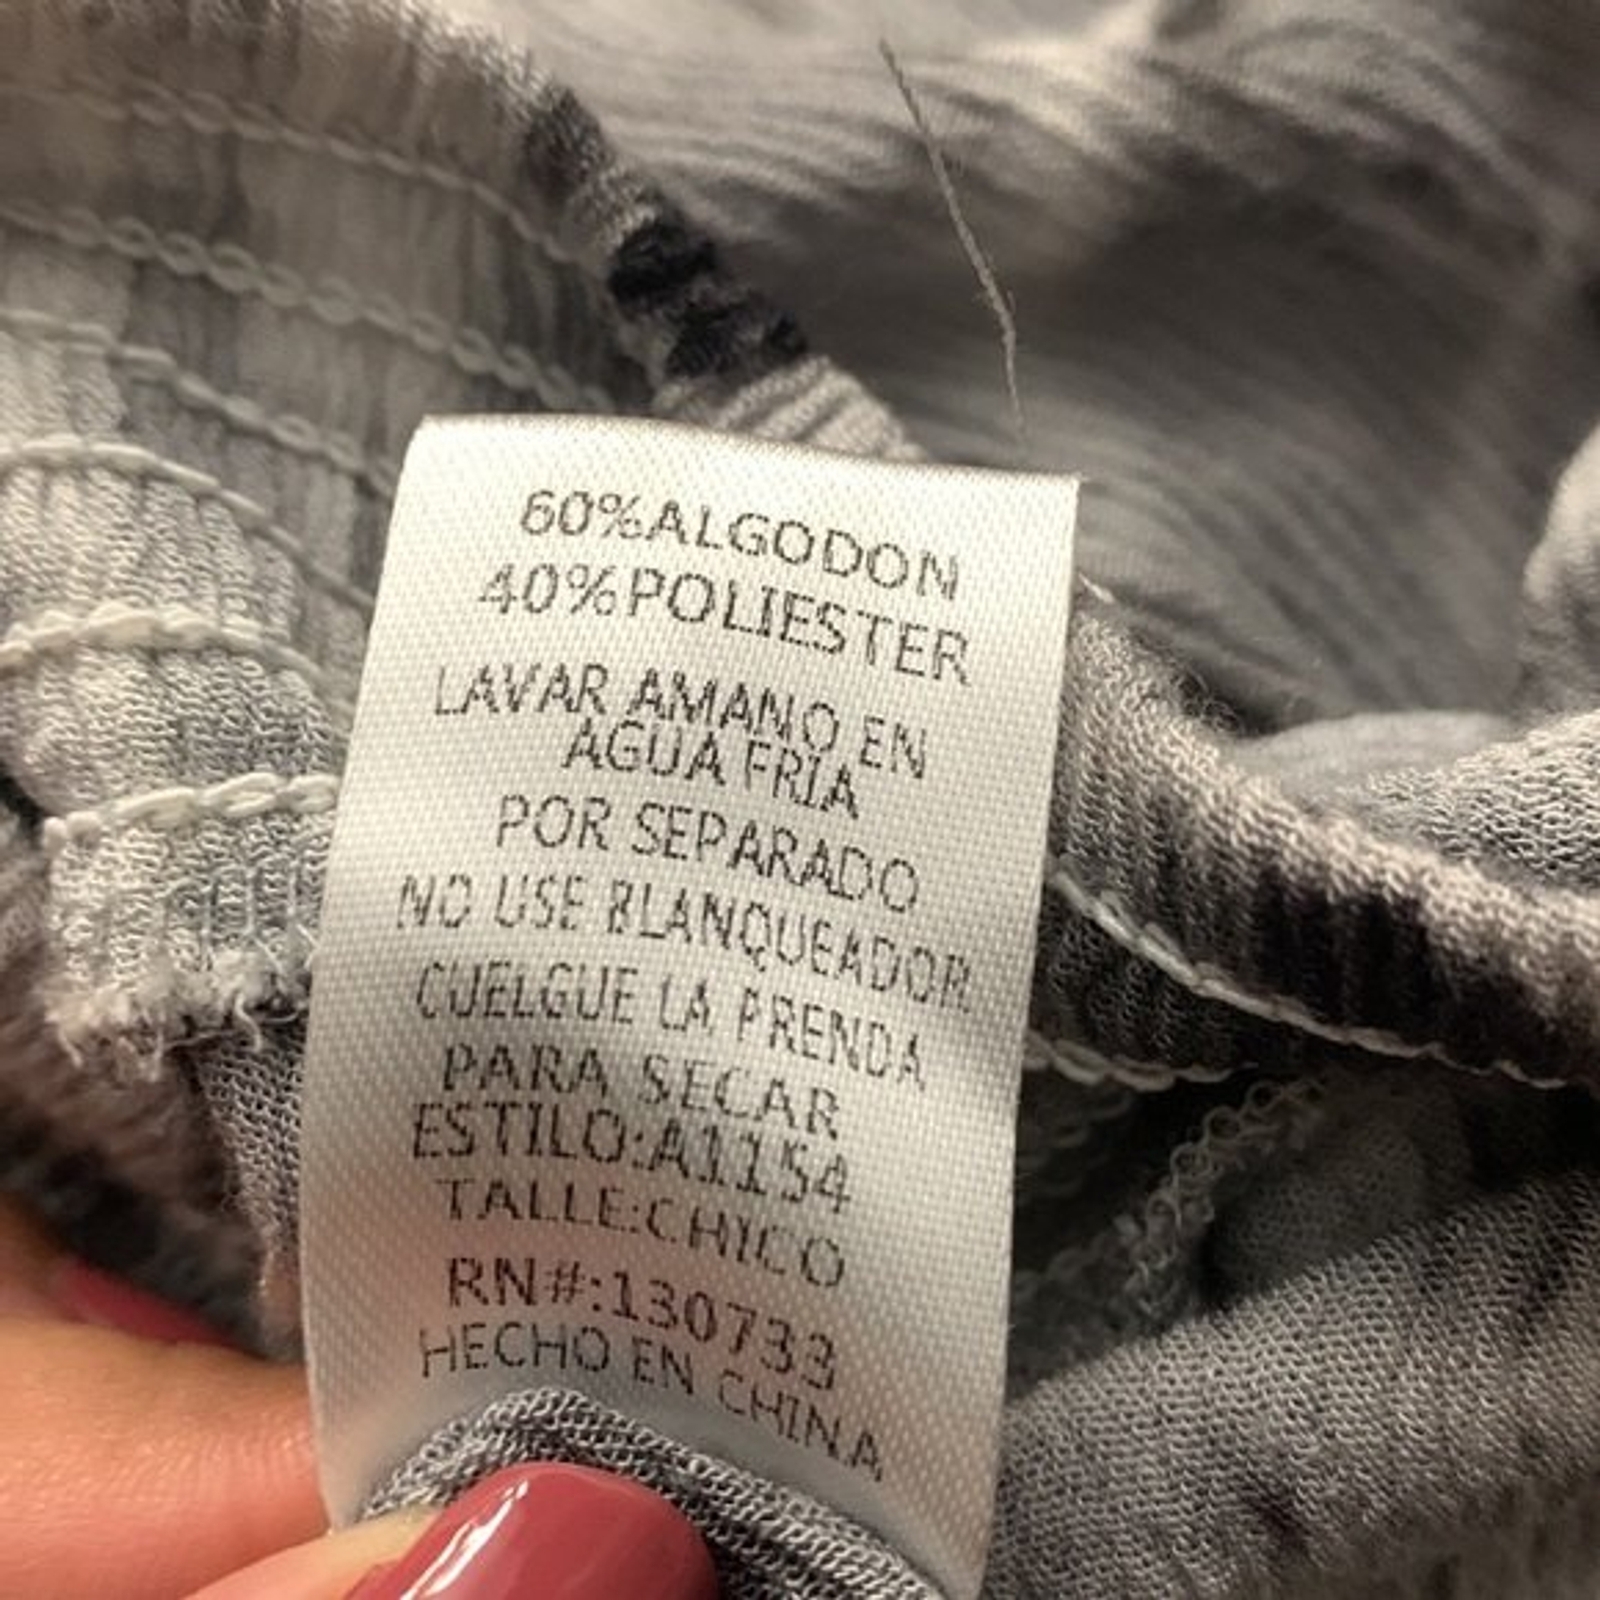 60%ALGODON
40%POLIESTER
LAVAR AMANO EN
AGUA FRIA
POR SEPARADO
NO USE BLANQUEADOR
CUELGUE LA PRENDA
PARA SECAR
ESTILO:A1154
TALLE:CHICO
RN#:130733
HECHO EN CHINA